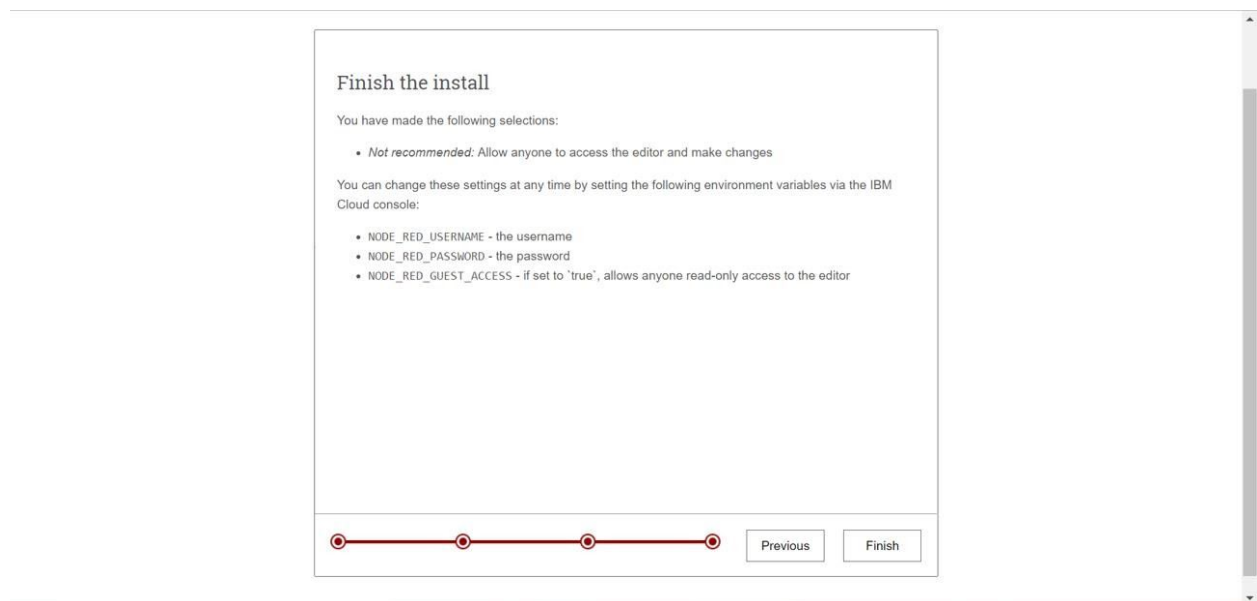 Finish the install
You have made the following selections:
• Not recommended: Allow anyone to access the editor and make changes
You can change these settings at any time by setting the following environment variables via the IBM
Cloud console:
• NODE_RED_USERNAME - the username
• NODE_RED_PASSWORD - the password
• NODE_RED_GUEST_ACCESS - if set to `true`, allows anyone read-only access to the editor
Previous
Finish